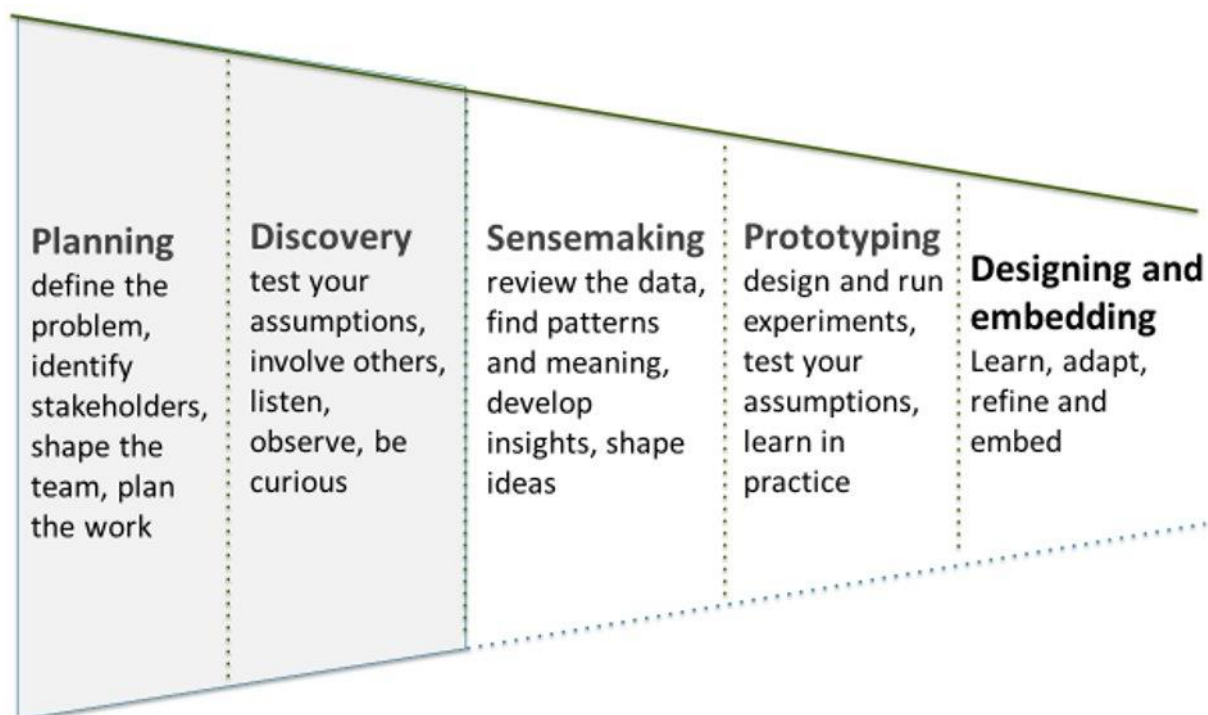 Planning
define the
problem,
identify
stakeholders,
shape the
team, plan
the work
Discovery
test your
assumptions,
involve others,
listen,
observe, be
curious
Sensemaking
review the data,
find patterns
and meaning,
develop
insights, shape
ideas
Prototyping
design and run
experiments,
test your
assumptions,
learn in
practice
Designing and
embedding
Learn, adapt,
refine and
embed